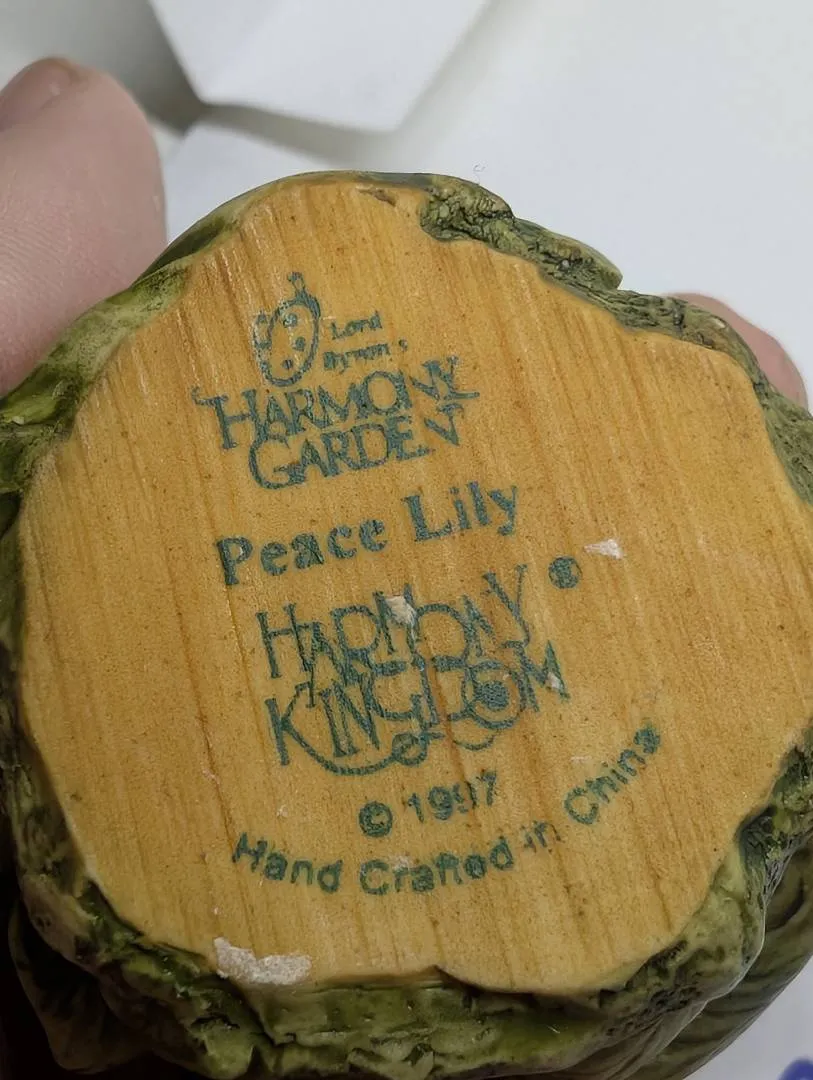 Lord
Byron's
HARMONY
GARDEN
Peace Lily
HARMONY ®
KINGDOM
© 1997
Hand Crafted in China